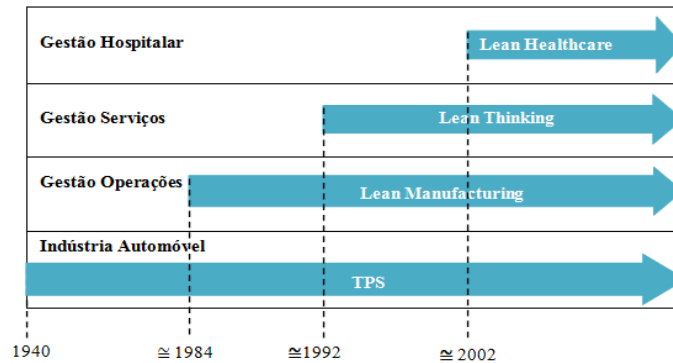 Gestão Hospitalar
Lean Healthcare
Gestão Serviços
Lean Thinking
Gestão Operações
Lean Manufacturing
Indústria Automóvel
TPS
1940
≅ 1984
≅1992
≅ 2002